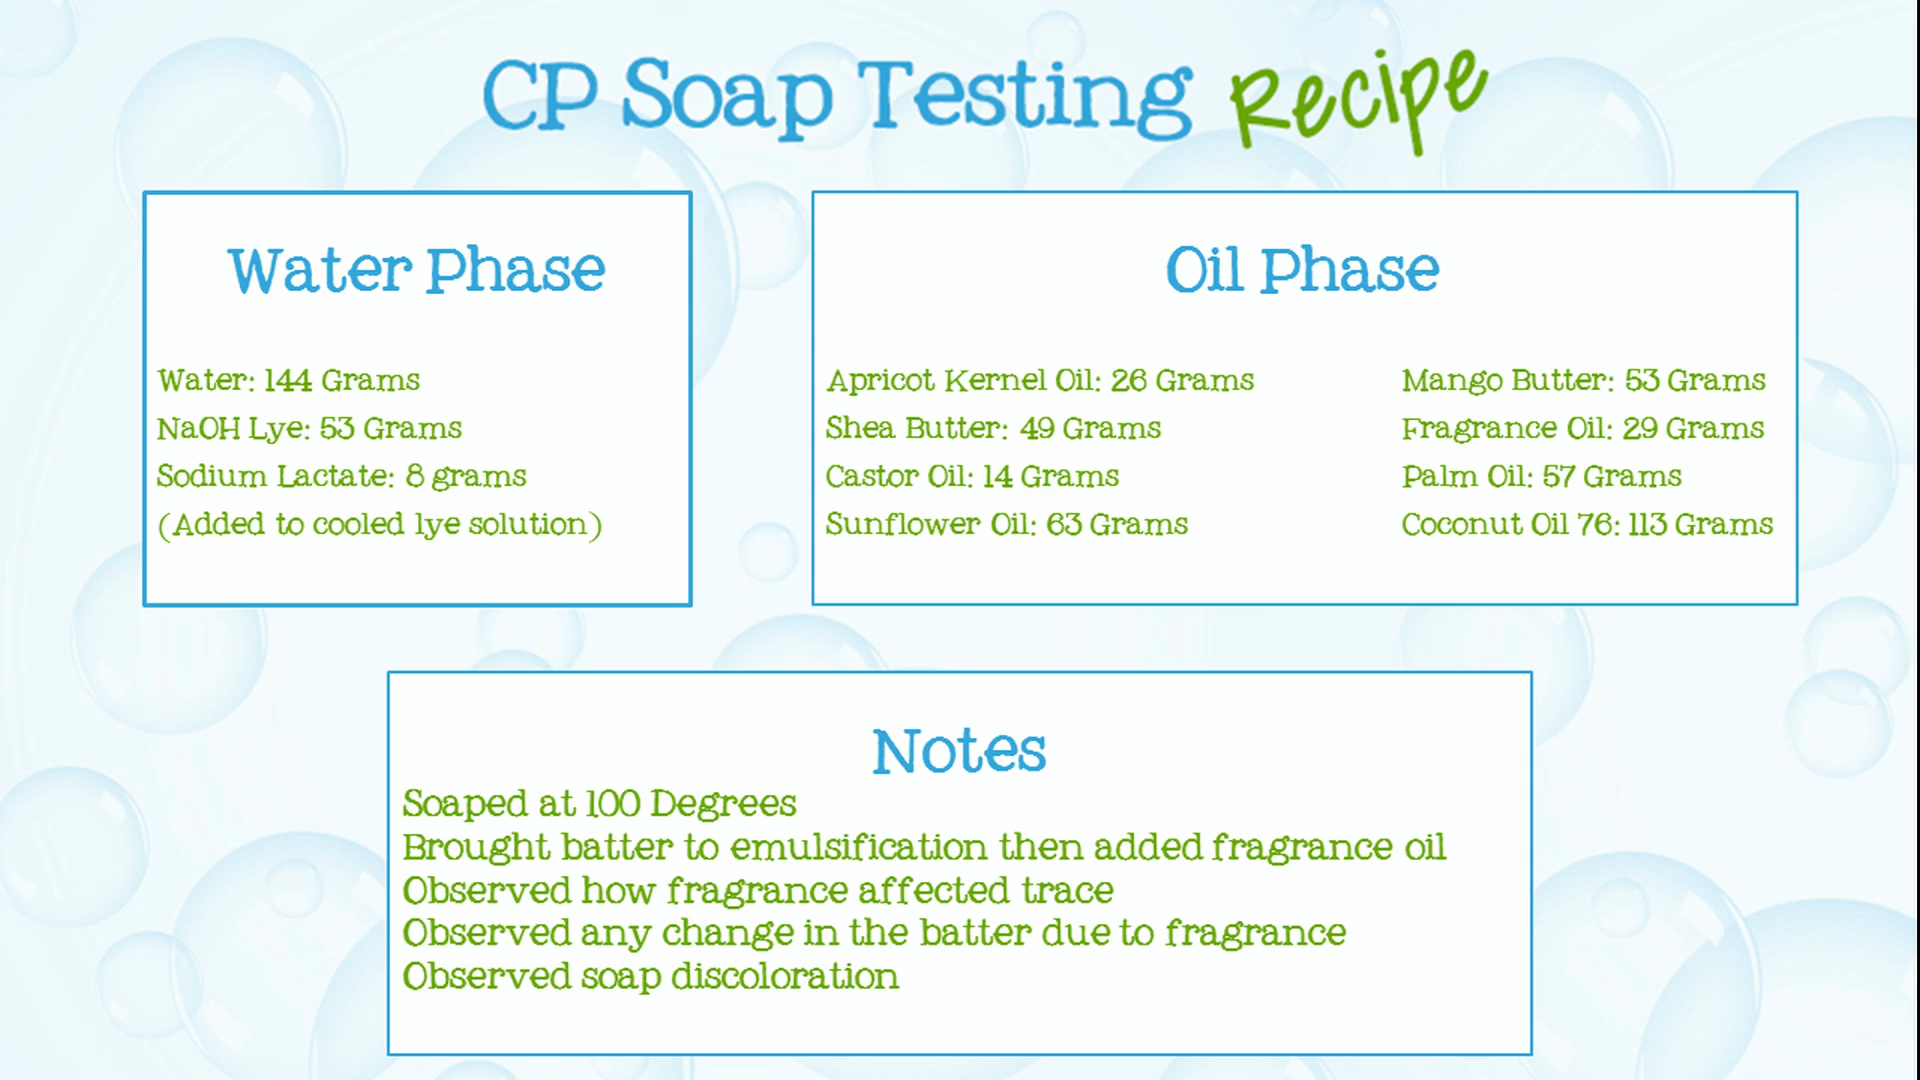 CP Soap Testing Recipe
Water Phase
Water: 144 Grams
NaOH Lye: 53 Grams
Sodium Lactate: 8 grams
(Added to cooled lye solution)
Oil Phase
Apricot Kernel Oil: 26 Grams
Shea Butter: 49 Grams
Castor Oil: 14 Grams
Sunflower Oil: 63 Grams
Mango Butter: 53 Grams
Fragrance Oil: 29 Grams
Palm Oil: 57 Grams
Coconut Oil 76: 113 Grams
Notes
Soaped at 100 Degrees
Brought batter to emulsification then added fragrance oil
Observed how fragrance affected trace
Observed any change in the batter due to fragrance
Observed soap discoloration